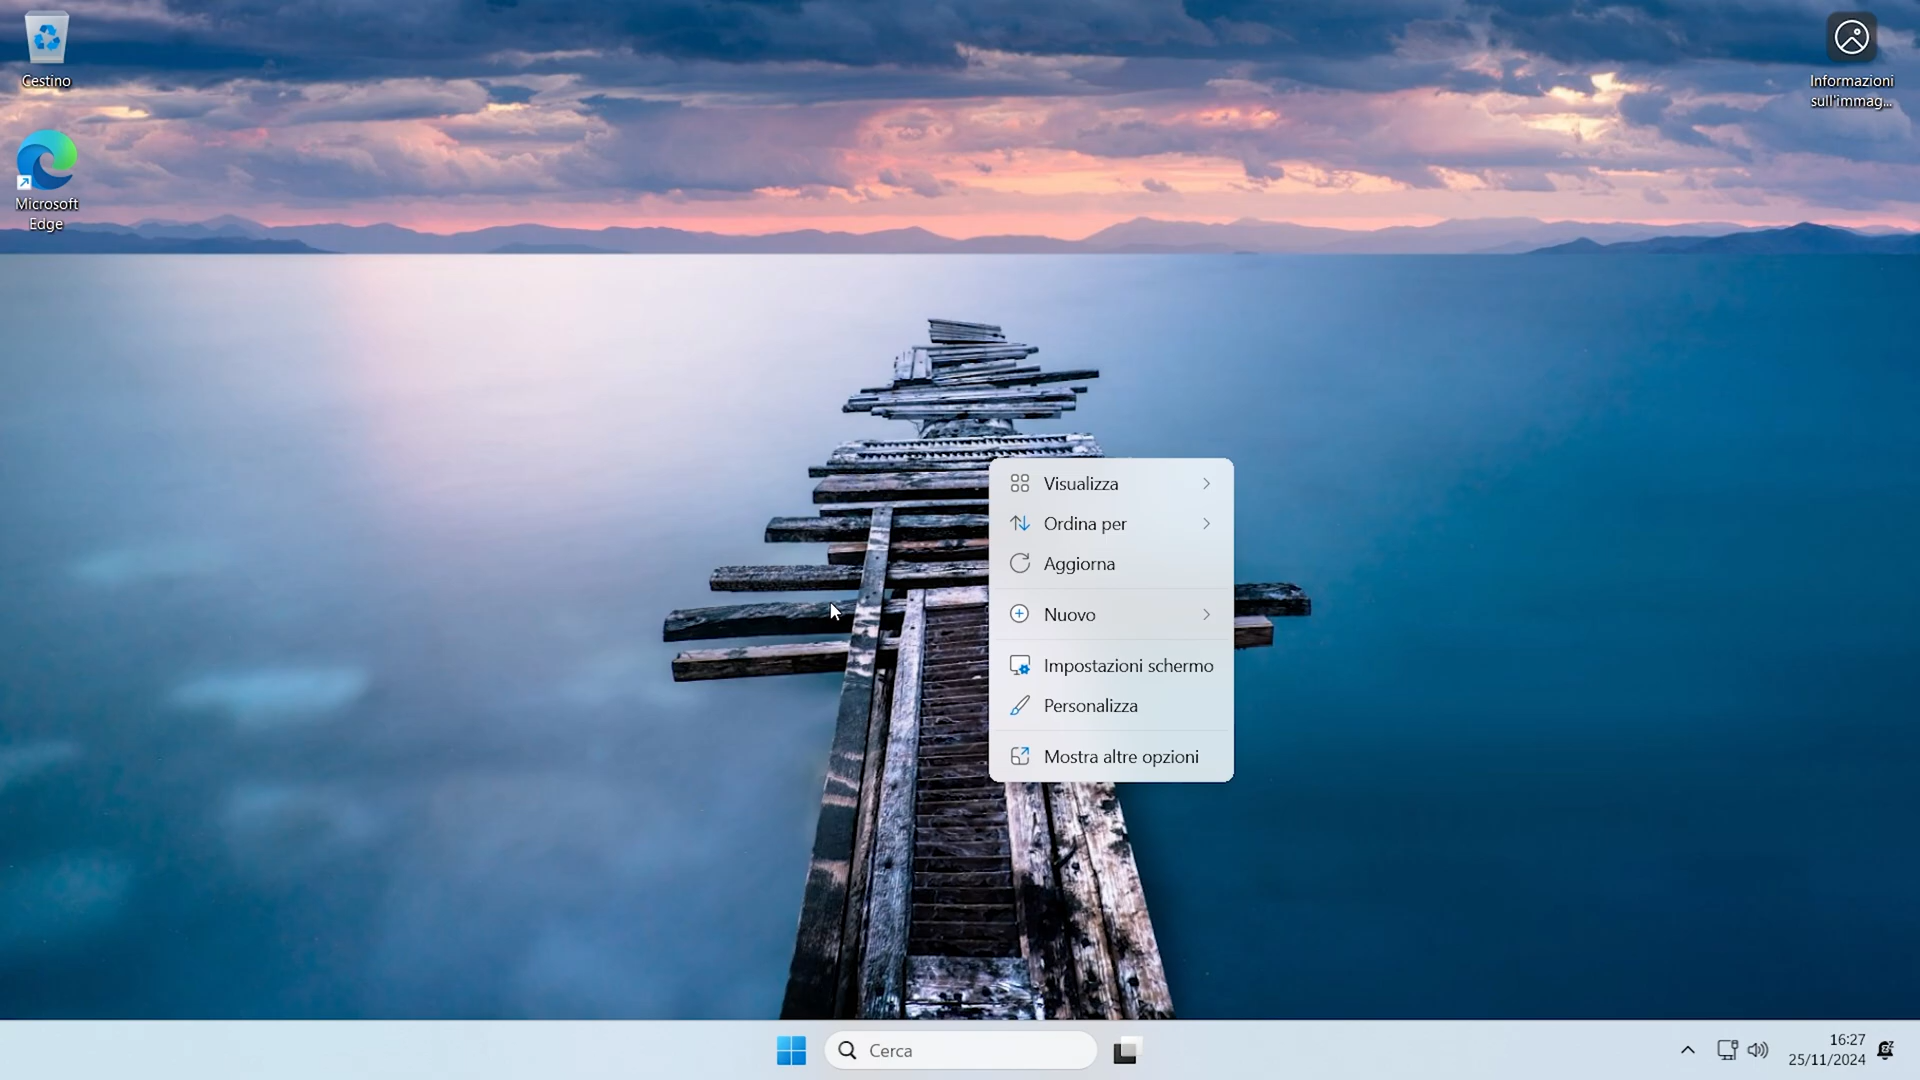 Cestino
Microsoft
Edge
Informazioni
sull'immag...
Visualizza
Ordina per
Aggiorna
Nuovo
Impostazioni schermo
Personalizza
Mostra altre opzioni
Cerca
16:27
25/11/2024